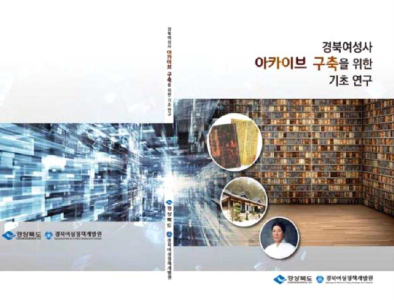 경북여성사
아카이브 구축을 위한
기초 연구
경북여성사 아카이브 구축을 위한 기초 연구
경상북도 경북여성정책개발원
경상북도
경북여성정책개발원
경상북도 경북여성정책개발원